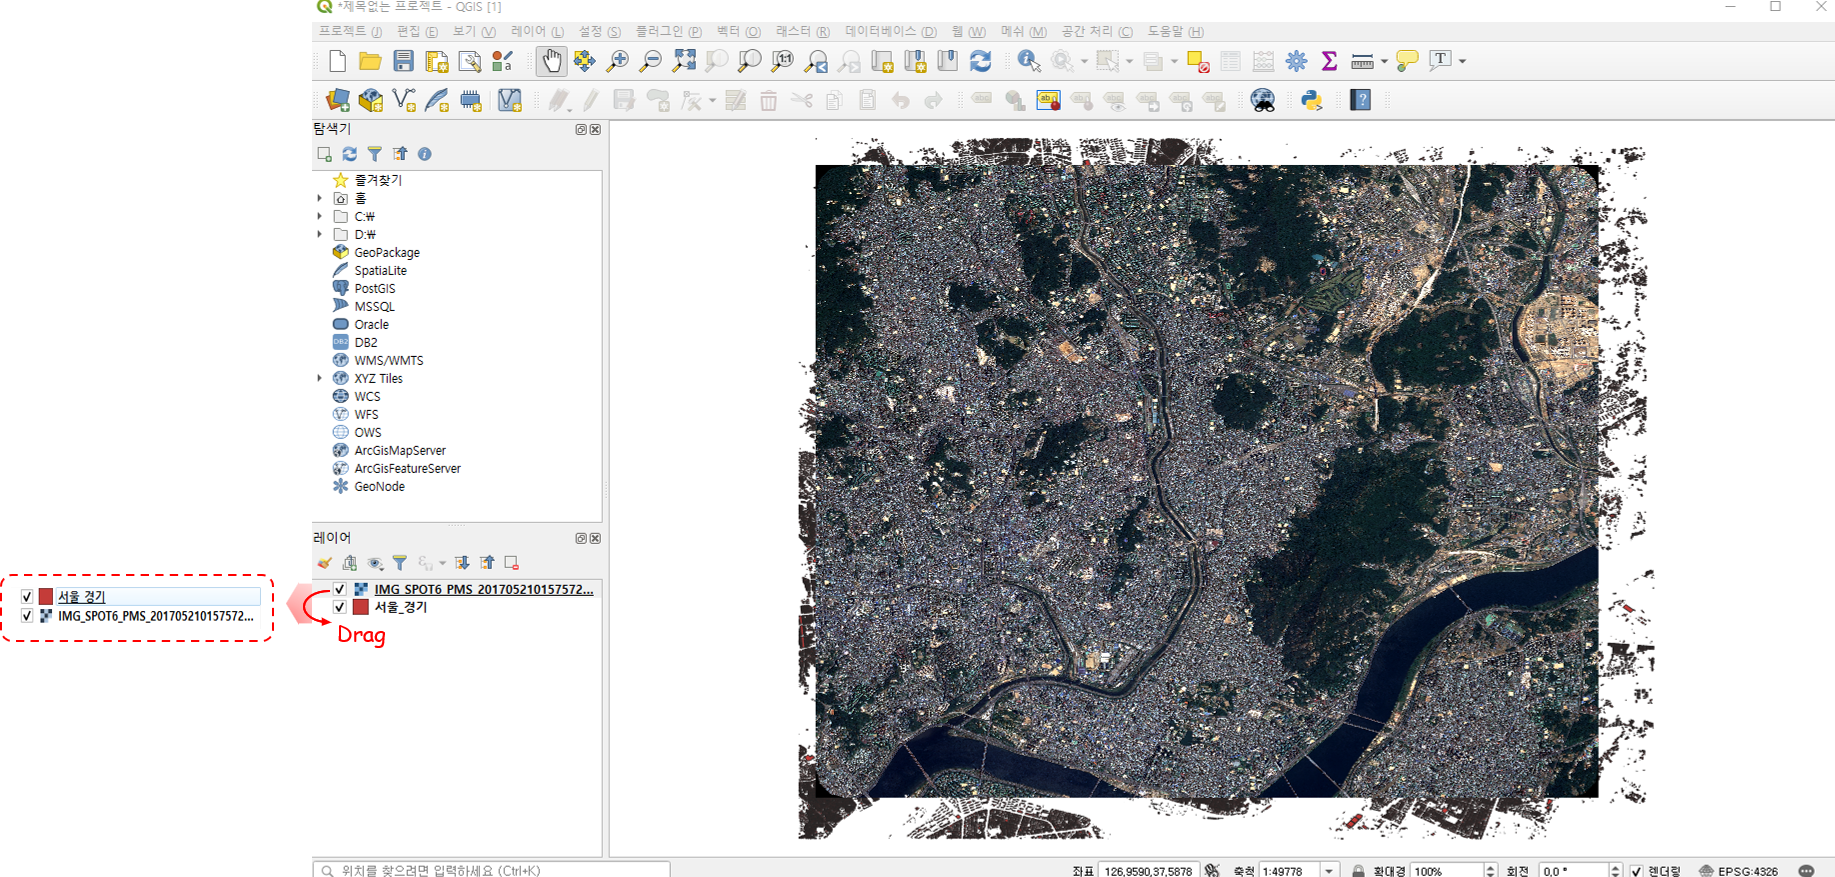 *제목없는 프로젝트 - QGIS [1]
프로젝트 (J) 편집 (E) 보기 (V) 레이어 (L) 설정 (S) 플러그인 (P) 벡터 (O) 래스터 (R) 데이터베이스 (D) 웹 (W) 메쉬 (M) 공간 처리 (C) 도움말 (H)
탐색기
즐겨찾기
홈
C:₩
D:₩
GeoPackage
SpatiaLite
PostGIS
MSSQL
Oracle
DB2
WMS/WMTS
XYZ Tiles
WCS
WFS
OWS
ArcGisMapServer
ArcGisFeatureServer
GeoNode
레이어
IMG_SPOT6_PMS_201705210157572...
서울_경기
Drag
서울_경기
IMG_SPOT6_PMS_201705210157572...
위치를 찾으려면 입력하세요 (Ctrl+K)
좌표 126,9590,37,5878 축척 1:49778 확대경 100% 회전 0,0 ° 렌더링 EPSG:4326